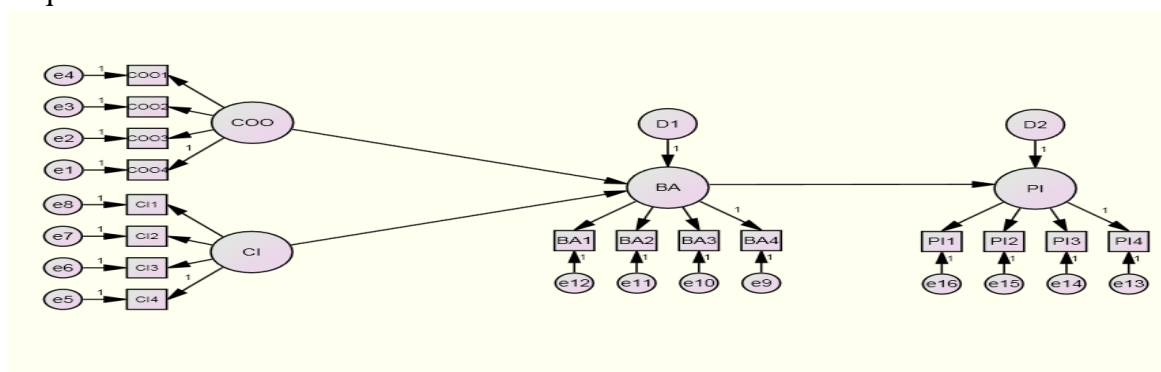 e4 1 COO1
e3 1 COO2
e2 1 COO3
e1 1 COO4
1
COO
e8 1 CI1
e7 1 CI2
e6 1 CI3
e5 1 CI4
1
CI
D1
1
BA
1
BA1 BA2 BA3 BA4
1 1 1 1
e12 e11 e10 e9
D2
1
PI
1
PI1 PI2 PI3 PI4
1 1 1 1
e16 e15 e14 e13